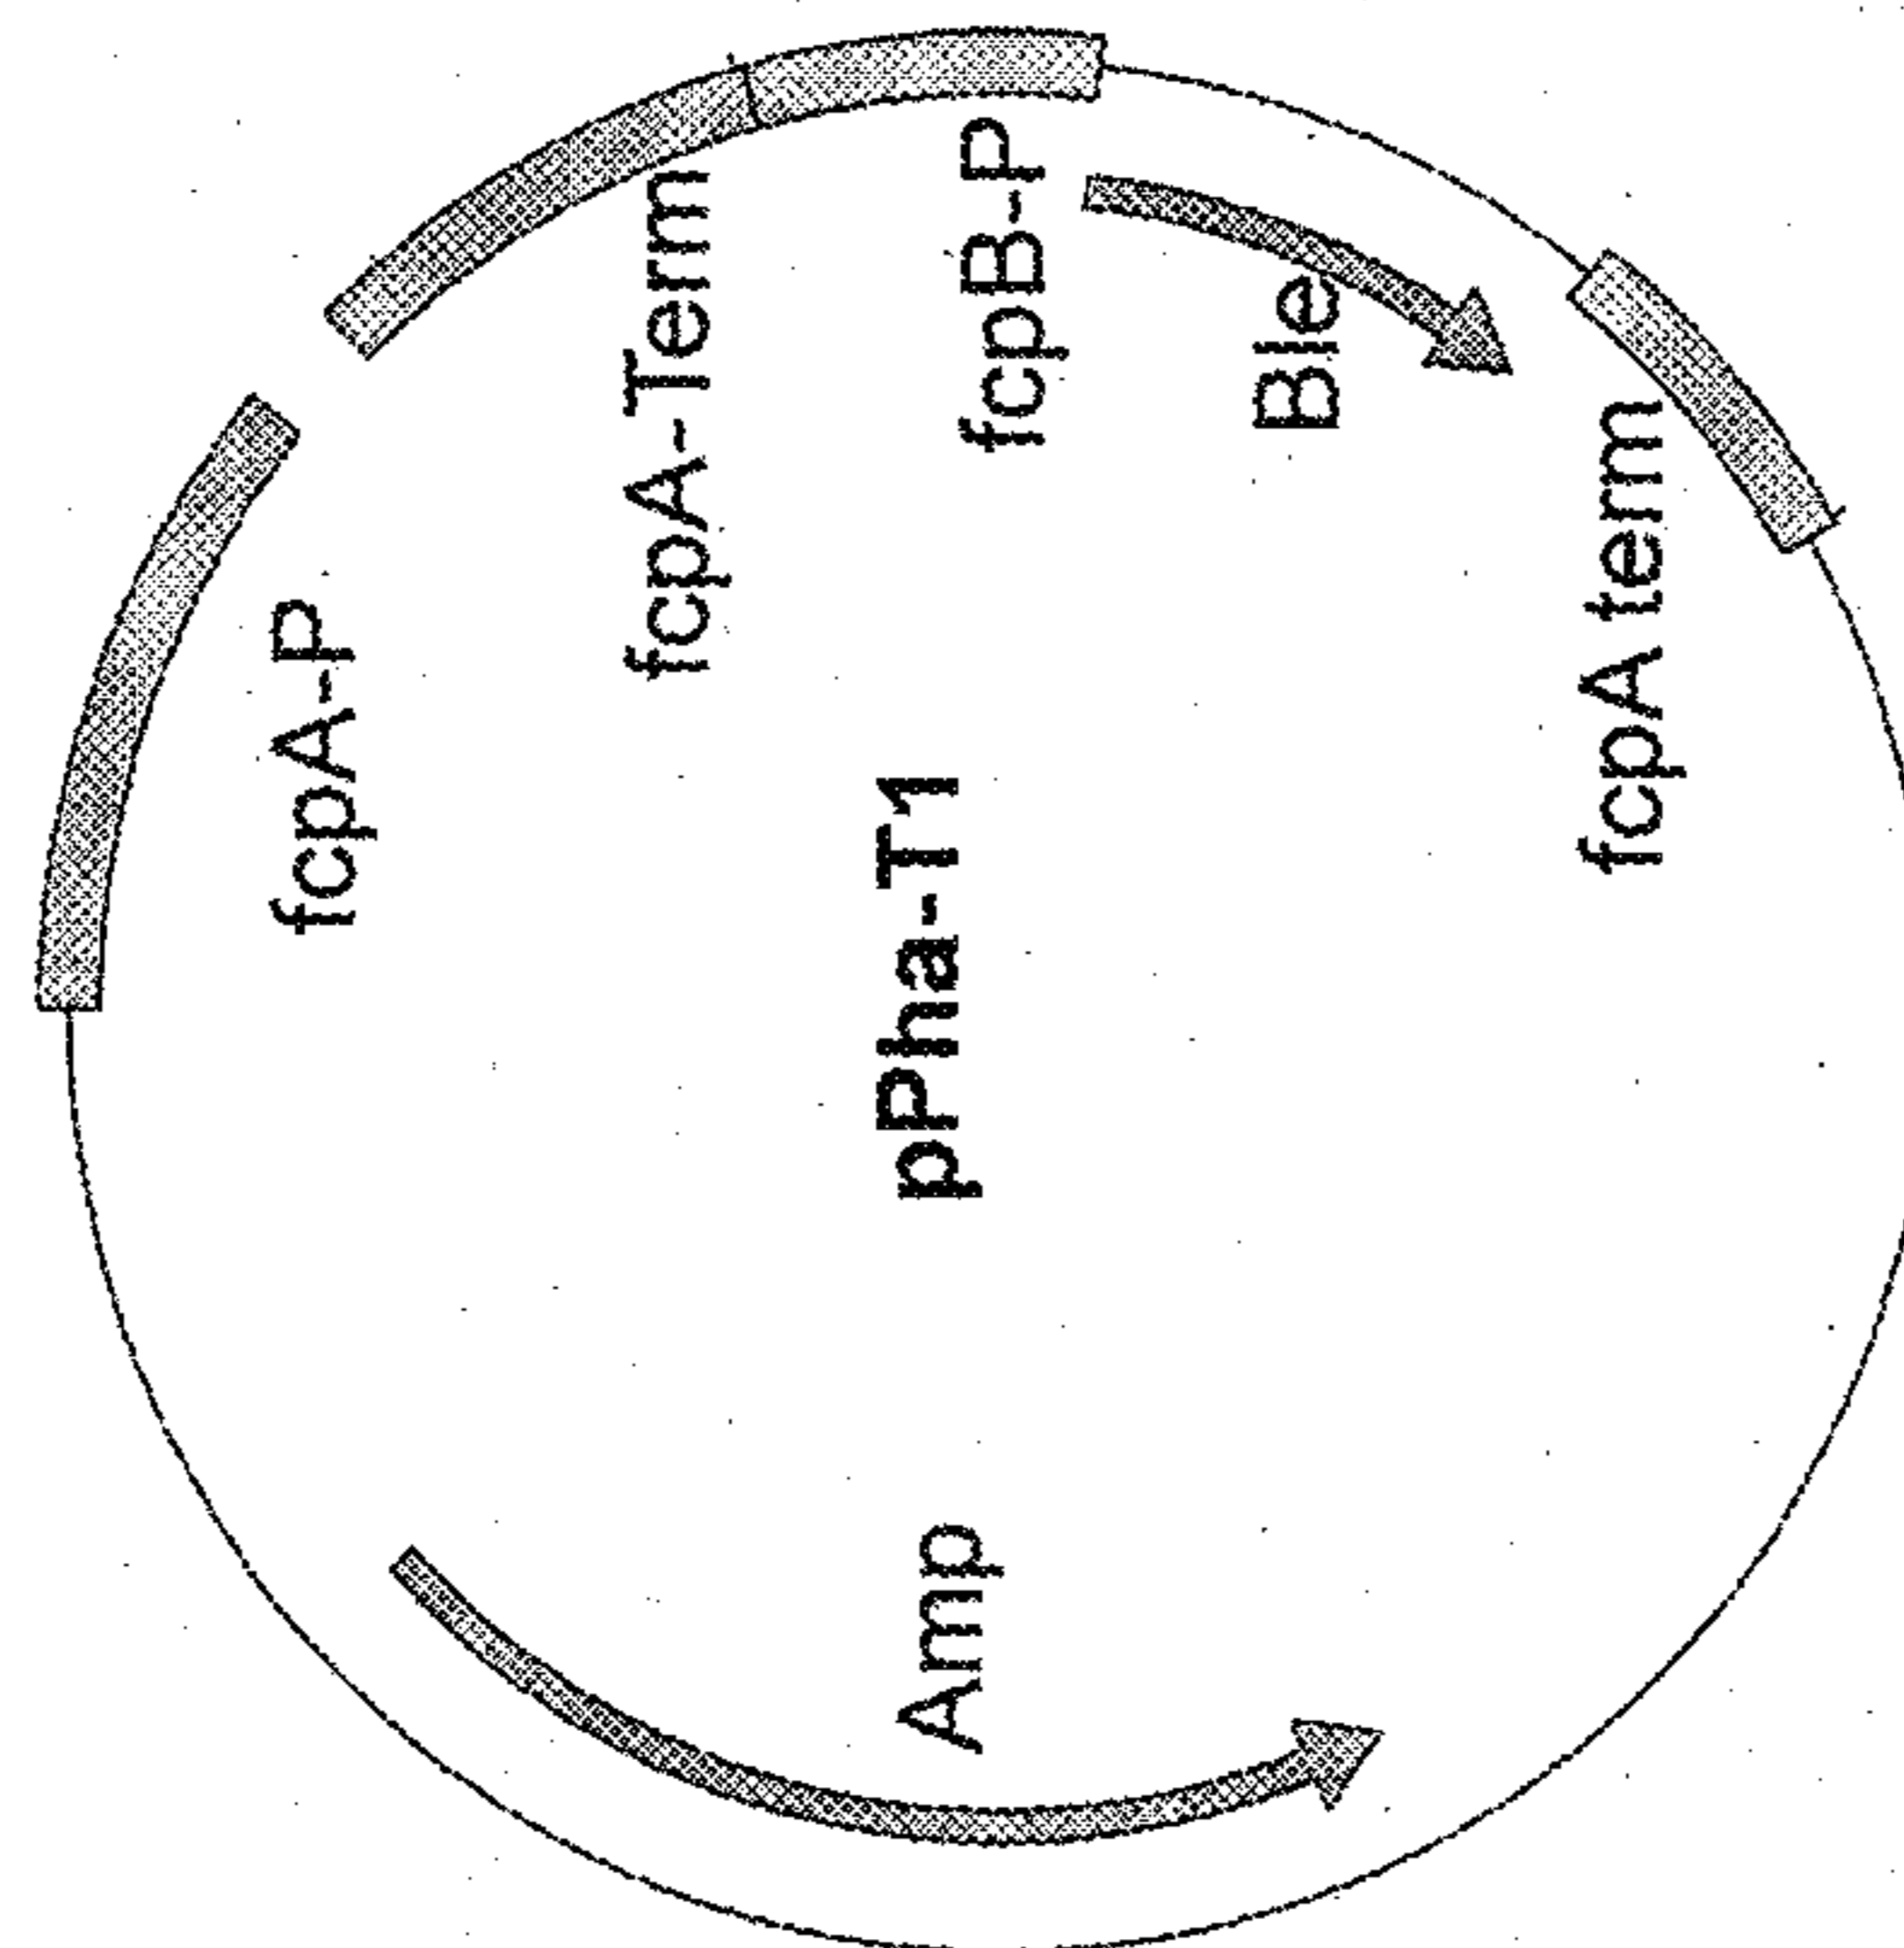 fcpA-P
fcpA-Term
fcpB-P
Ble
fcpA term
pPha-T1
Amp